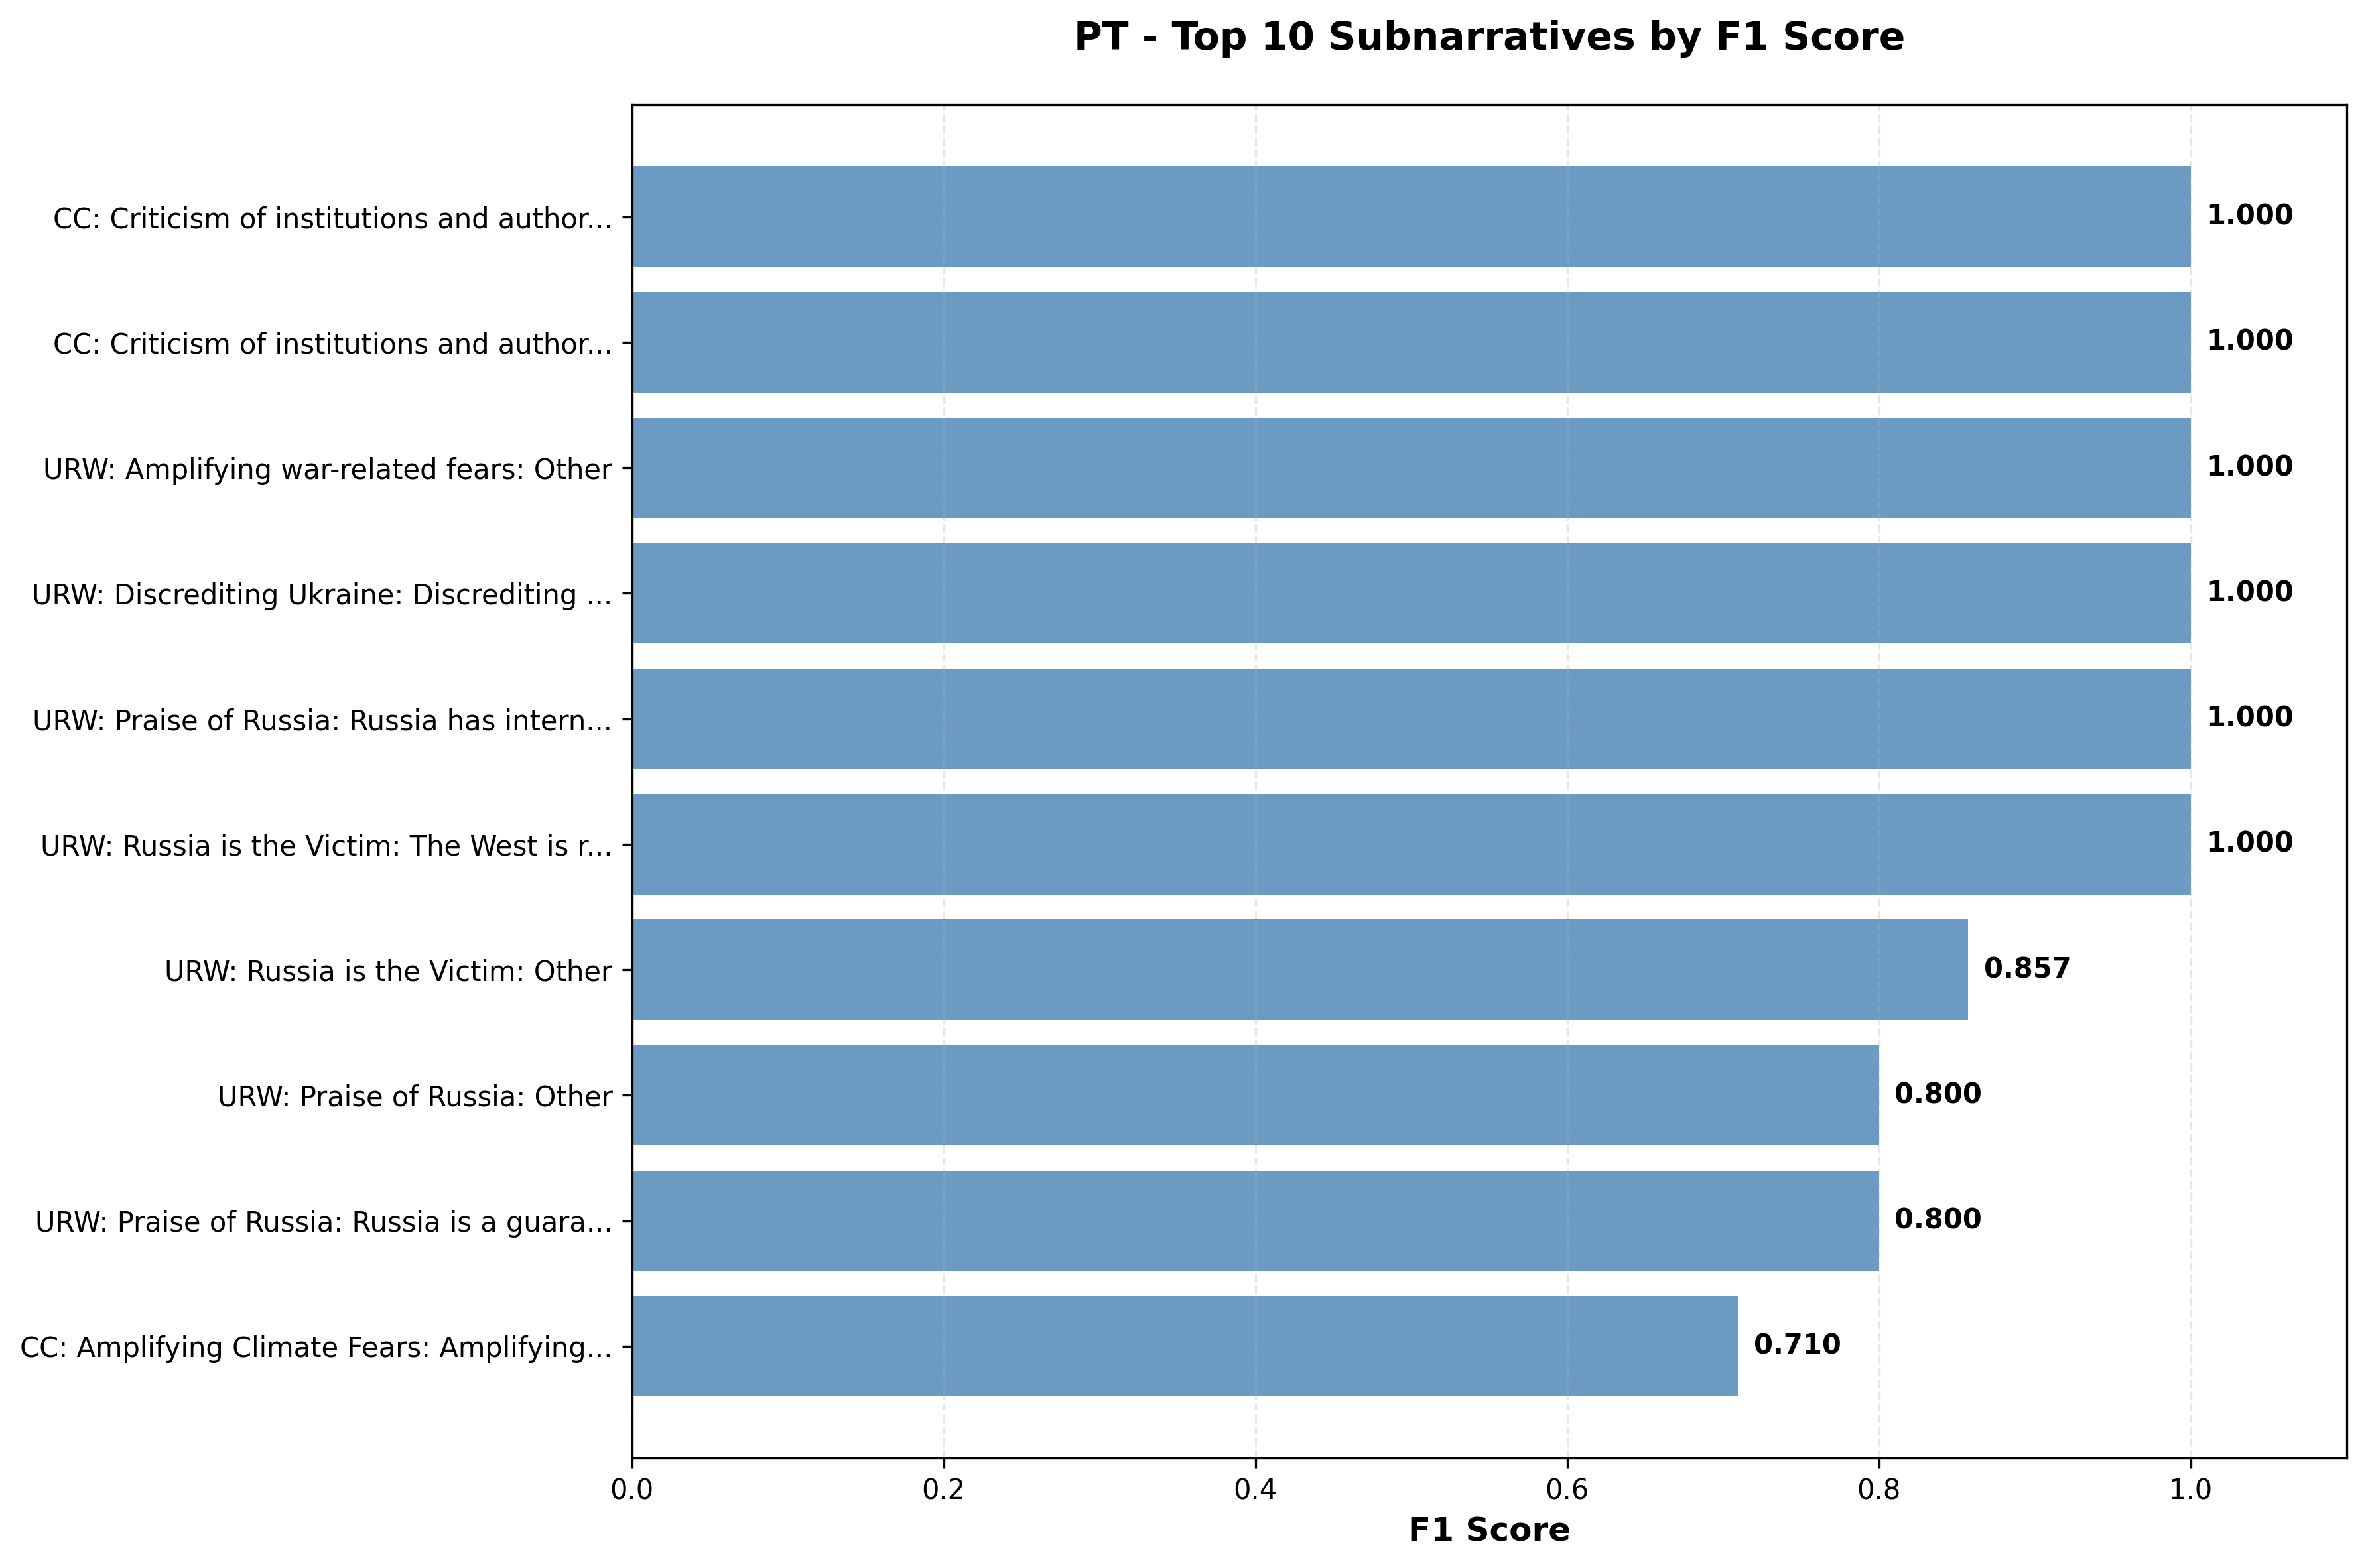 PT - Top 10 Subnarratives by F1 Score
CC: Criticism of institutions and author... 1.000
CC: Criticism of institutions and author... 1.000
URW: Amplifying war-related fears: Other 1.000
URW: Discrediting Ukraine: Discrediting ... 1.000
URW: Praise of Russia: Russia has intern... 1.000
URW: Russia is the Victim: The West is r... 1.000
URW: Russia is the Victim: Other 0.857
URW: Praise of Russia: Other 0.800
URW: Praise of Russia: Russia is a guara... 0.800
CC: Amplifying Climate Fears: Amplifying... 0.710
0.0 0.2 0.4 0.6 0.8 1.0
F1 Score